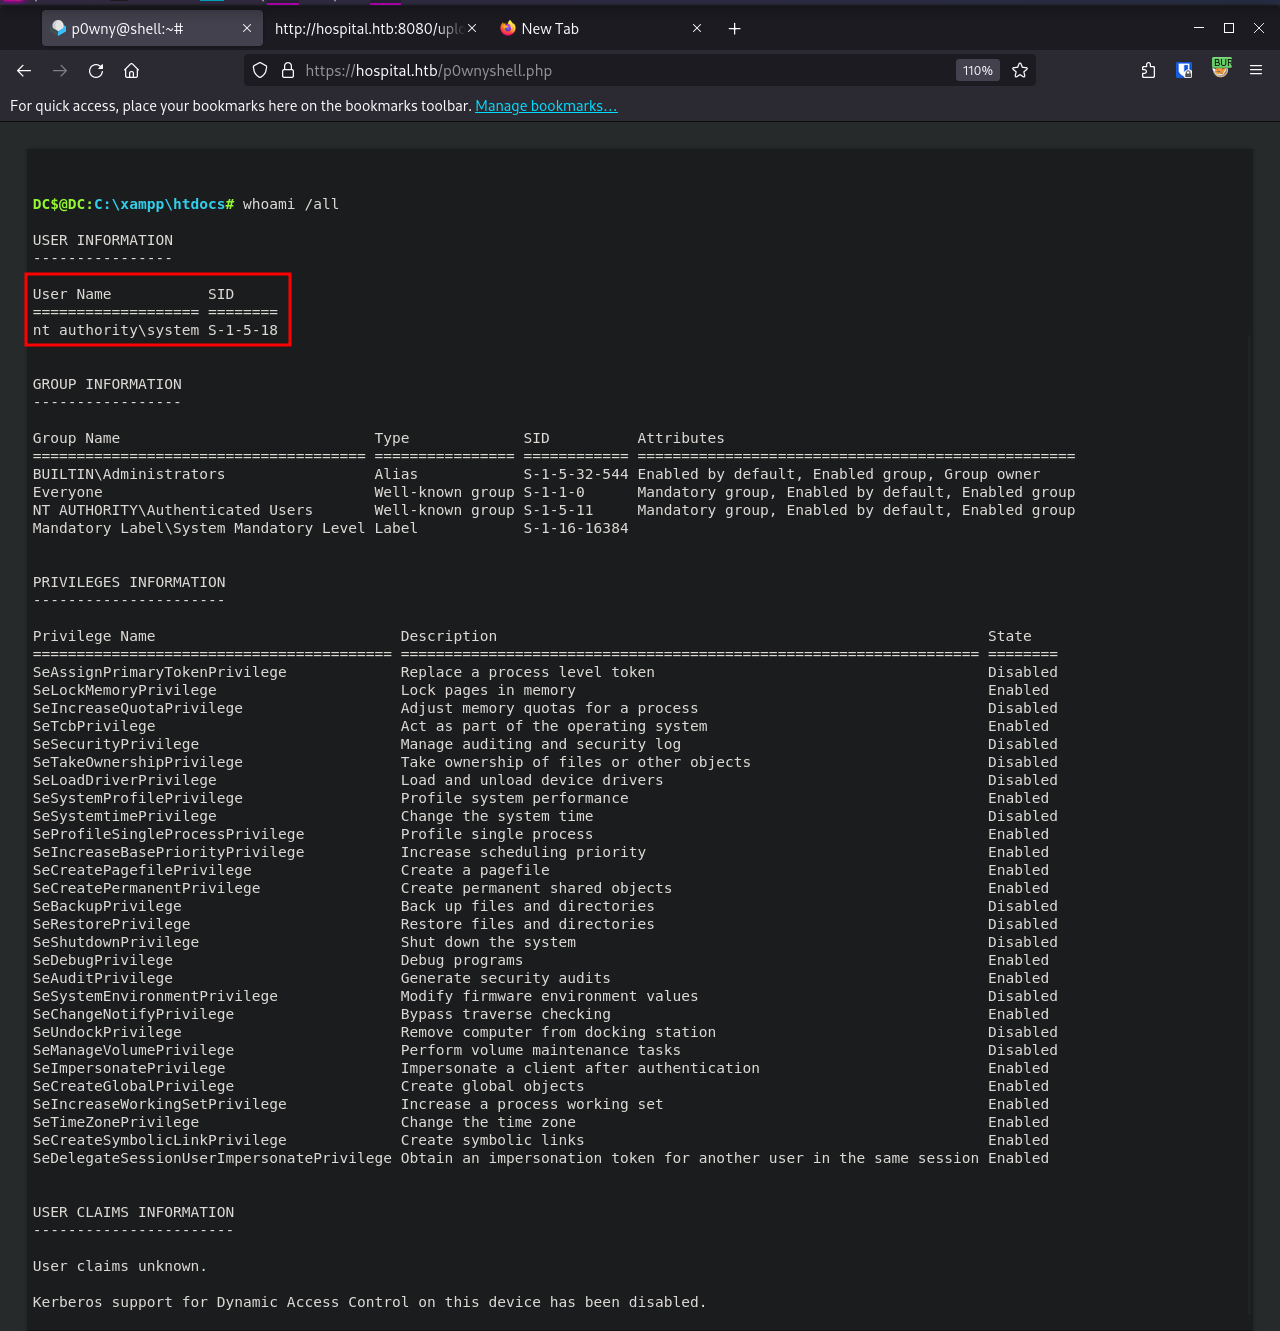 p0wny@shell:~#
http://hospital.htb:8080/uplo
New Tab
https://hospital.htb/p0wnyshell.php
110%
BUR
For quick access, place your bookmarks here on the bookmarks toolbar. Manage bookmarks…
DC$@DC:C:\xampp\htdocs# whoami /all
USER INFORMATION
----------------
User Name           SID
=================== ========
nt authority\system S-1-5-18
GROUP INFORMATION
-----------------
Group Name                             Type             SID          Attributes
====================================== ================ ============ ==================================================
BUILTIN\Administrators                 Alias            S-1-5-32-544 Enabled by default, Enabled group, Group owner
Everyone                               Well-known group S-1-1-0      Mandatory group, Enabled by default, Enabled group
NT AUTHORITY\Authenticated Users       Well-known group S-1-5-11     Mandatory group, Enabled by default, Enabled group
Mandatory Label\System Mandatory Level Label            S-1-16-16384
PRIVILEGES INFORMATION
----------------------
Privilege Name                            Description                                                        State
========================================= ================================================================== ========
SeAssignPrimaryTokenPrivilege             Replace a process level token                                      Disabled
SeLockMemoryPrivilege                     Lock pages in memory                                               Enabled
SeIncreaseQuotaPrivilege                  Adjust memory quotas for a process                                 Disabled
SeTcbPrivilege                            Act as part of the operating system                                Enabled
SeSecurityPrivilege                       Manage auditing and security log                                   Disabled
SeTakeOwnershipPrivilege                  Take ownership of files or other objects                           Disabled
SeLoadDriverPrivilege                     Load and unload device drivers                                     Disabled
SeSystemProfilePrivilege                  Profile system performance                                         Enabled
SeSystemtimePrivilege                     Change the system time                                             Disabled
SeProfileSingleProcessPrivilege           Profile single process                                             Enabled
SeIncreaseBasePriorityPrivilege           Increase scheduling priority                                       Enabled
SeCreatePagefilePrivilege                 Create a pagefile                                                  Enabled
SeCreatePermanentPrivilege                Create permanent shared objects                                    Enabled
SeBackupPrivilege                         Back up files and directories                                      Disabled
SeRestorePrivilege                        Restore files and directories                                      Disabled
SeShutdownPrivilege                       Shut down the system                                               Disabled
SeDebugPrivilege                          Debug programs                                                     Enabled
SeAuditPrivilege                          Generate security audits                                           Enabled
SeSystemEnvironmentPrivilege              Modify firmware environment values                                 Disabled
SeChangeNotifyPrivilege                   Bypass traverse checking                                           Enabled
SeUndockPrivilege                         Remove computer from docking station                               Disabled
SeManageVolumePrivilege                   Perform volume maintenance tasks                                   Disabled
SeImpersonatePrivilege                    Impersonate a client after authentication                          Enabled
SeCreateGlobalPrivilege                   Create global objects                                              Enabled
SeIncreaseWorkingSetPrivilege             Increase a process working set                                     Enabled
SeTimeZonePrivilege                       Change the time zone                                               Enabled
SeCreateSymbolicLinkPrivilege             Create symbolic links                                              Enabled
SeDelegateSessionUserImpersonatePrivilege Obtain an impersonation token for another user in the same session Enabled
USER CLAIMS INFORMATION
-----------------------
User claims unknown.
Kerberos support for Dynamic Access Control on this device has been disabled.